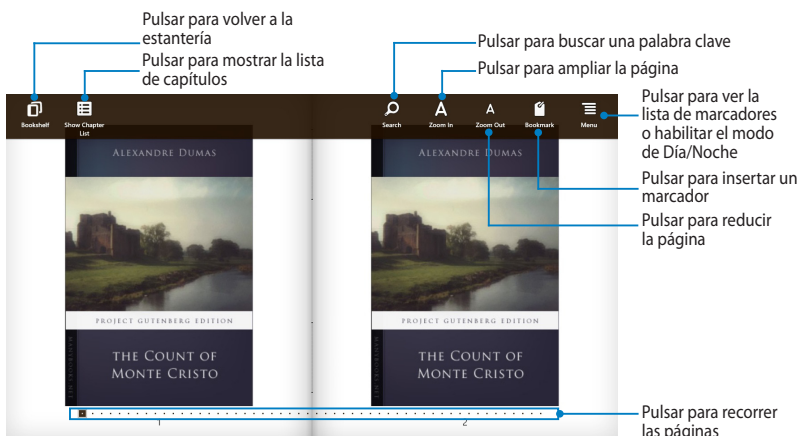 Pulsar para volver a la
estantería
Pulsar para mostrar la lista
de capítulos
Pulsar para buscar una palabra clave
Pulsar para ampliar la página
Pulsar para ver la
lista de marcadores
o habilitar el modo
de Día/Noche
Pulsar para insertar un
marcador
Pulsar para reducir
la página
Pulsar para recorrer
las páginas
Bookshelf
Show Chapter
List
Search
Zoom In
Zoom Out
Bookmark
Menu
ALEXANDRE DUMAS
PROJECT GUTENBERG EDITION
THE COUNT OF
MONTE CRISTO
1
ALEXANDRE DUMAS
PROJECT GUTENBERG EDITION
THE COUNT OF
MONTE CRISTO
2